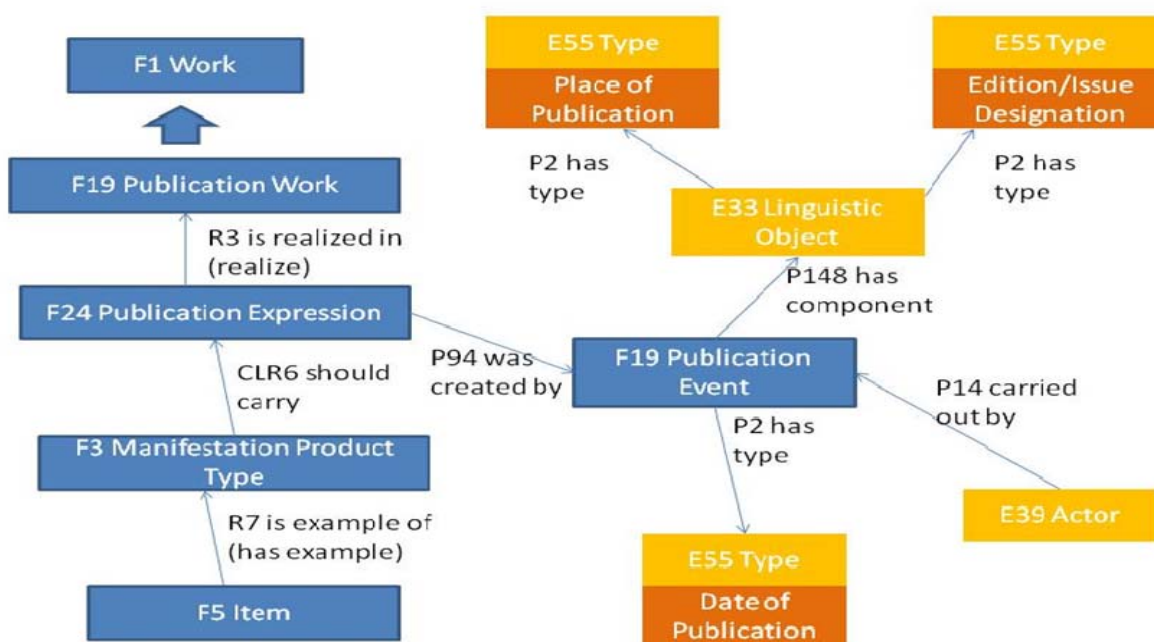 F1 Work
F19 Publication Work
R3 is realized in
(realize)
F24 Publication Expression
CLR6 should
carry
F3 Manifestation Product
Type
R7 is example of
(has example)
F5 Item
P94 was
created by
E55 Type
Place of
Publication
P2 has
type
E55 Type
Edition/Issue
Designation
P2 has
type
E33 Linguistic
Object
P148 has
component
F19 Publication
Event
P14 carried
out by
E39 Actor
P2 has
type
E55 Type
Date of
Publication